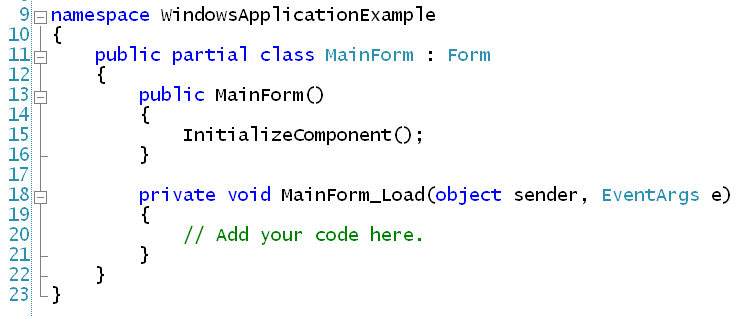 9 namespace WindowsApplicationExample
10 {
11     public partial class MainForm : Form
12     {
13         public MainForm()
14         {
15             InitializeComponent();
16         }
17
18         private void MainForm_Load(object sender, EventArgs e)
19         {
20             // Add your code here.
21         }
22     }
23 }